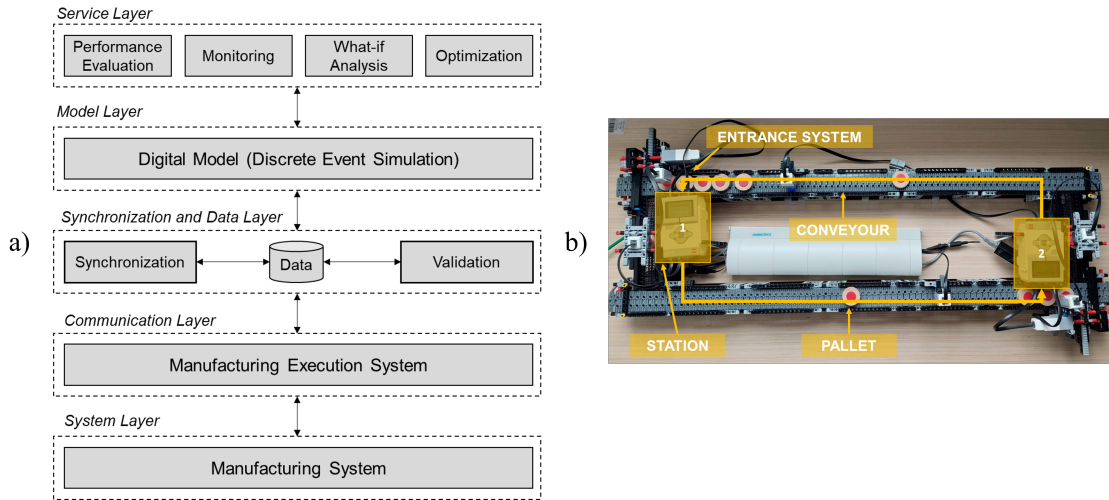 a)
Service Layer
Performance
Evaluation
Monitoring
What-if
Analysis
Optimization
Model Layer
Digital Model (Discrete Event Simulation)
Synchronization and Data Layer
Synchronization
Data
Validation
Communication Layer
Manufacturing Execution System
System Layer
Manufacturing System
b)
ENTRANCE SYSTEM
1
CONVEYOUR
2
STATION
PALLET